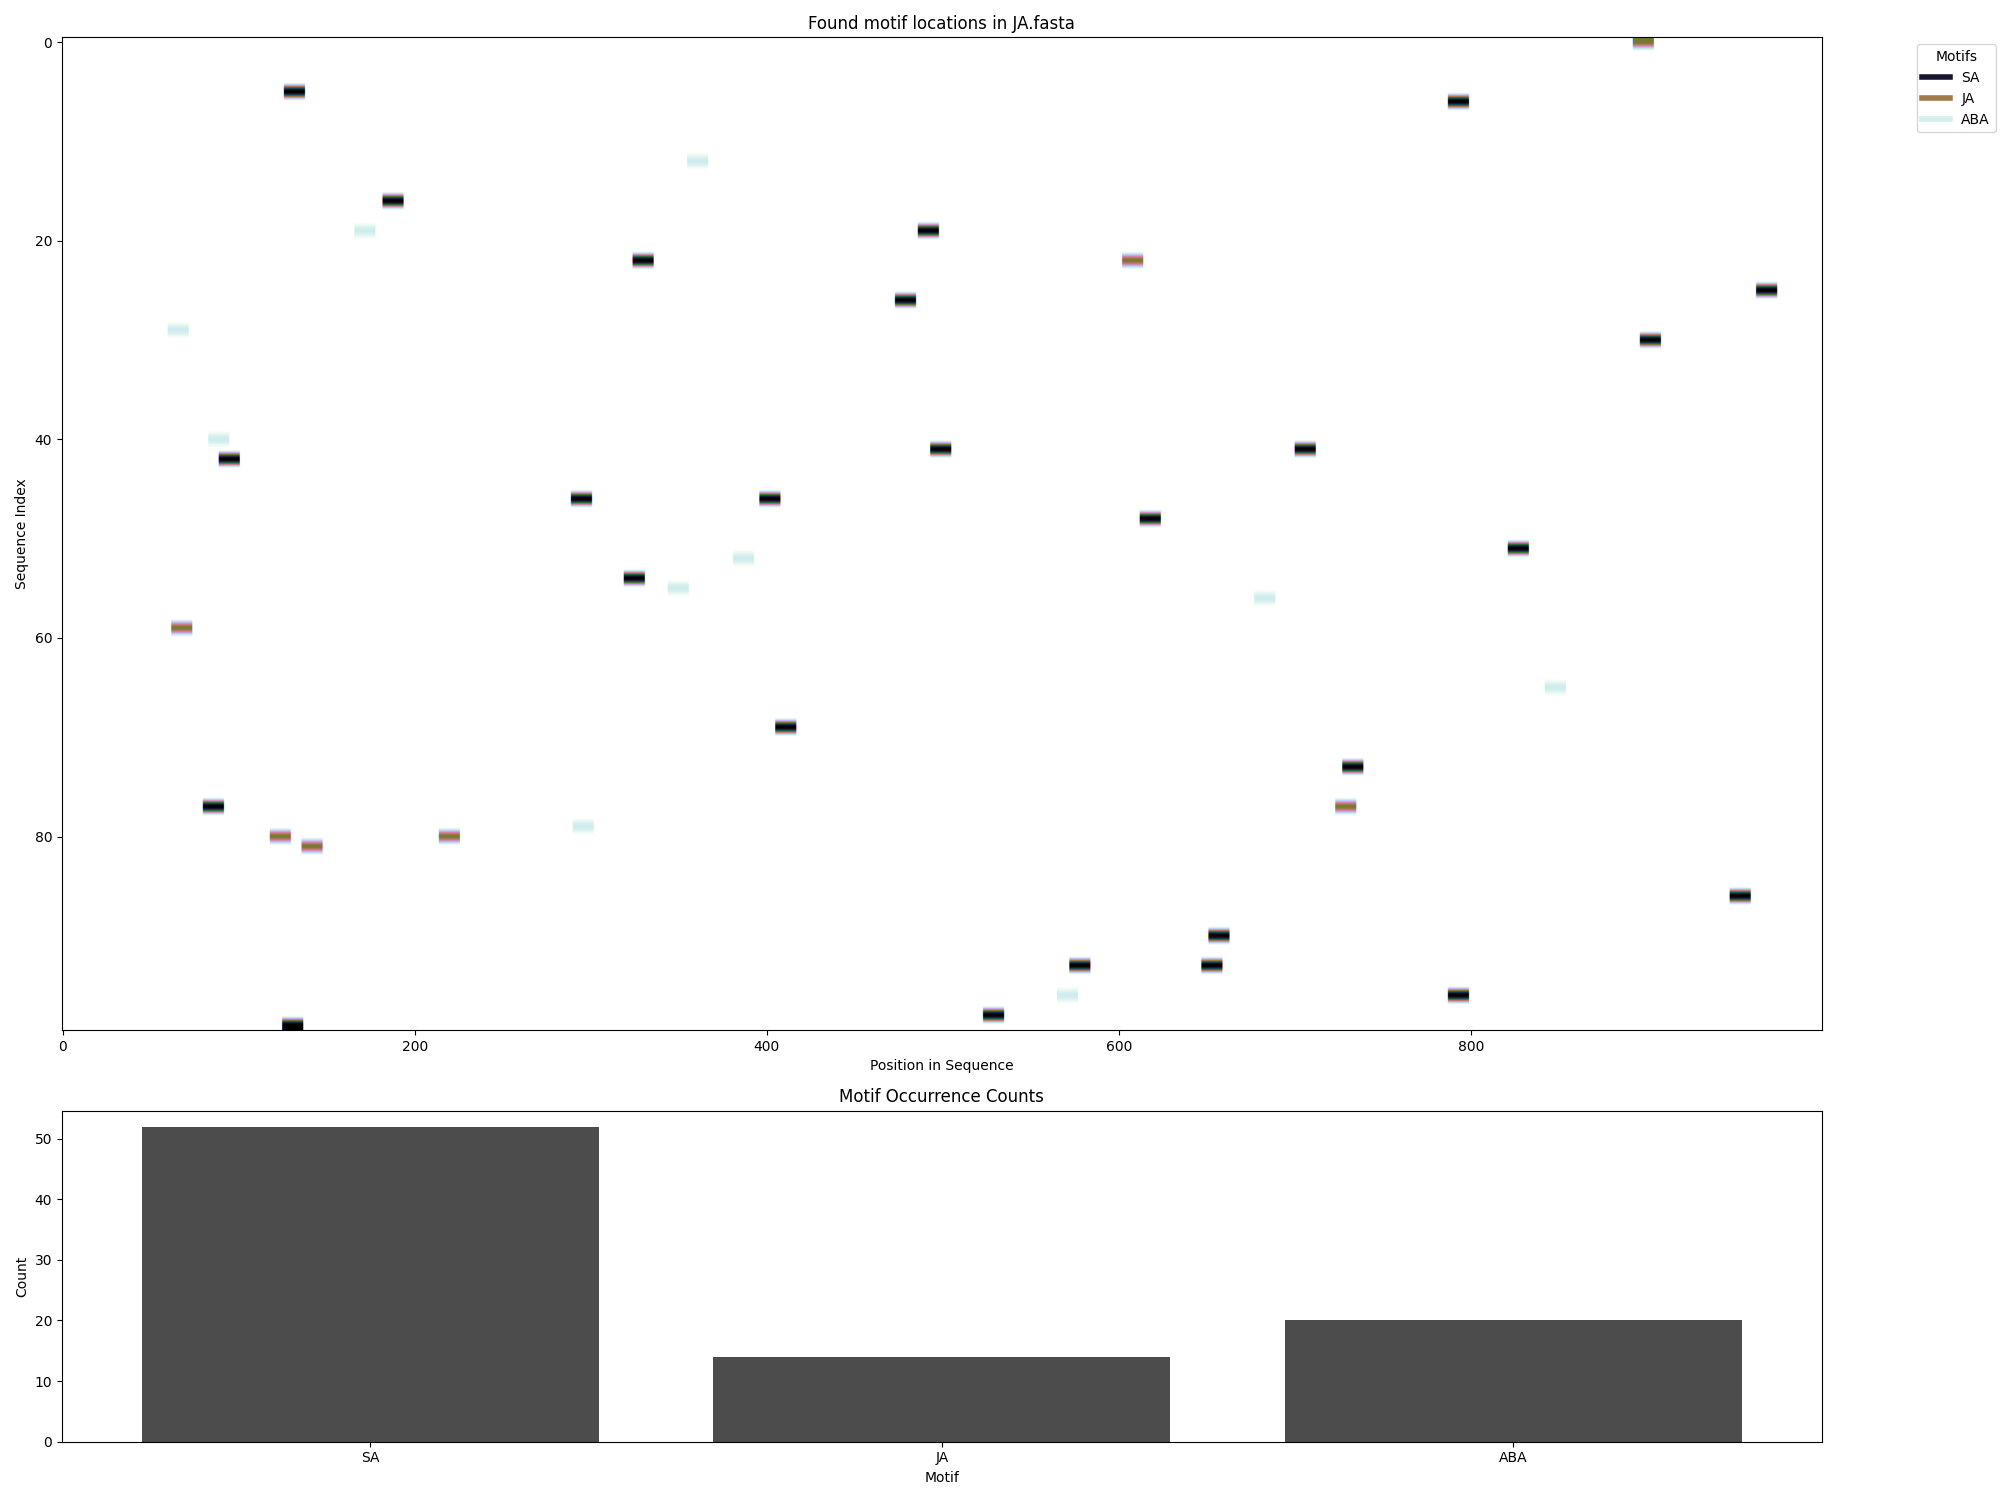 Found motif locations in JA.fasta
Motifs
SA
JA
ABA
0
20
40
60
80
Sequence Index
0 200 400 600 800
Position in Sequence
Motif Occurrence Counts
50
40
30
20
10
0
Count
SA JA ABA
Motif